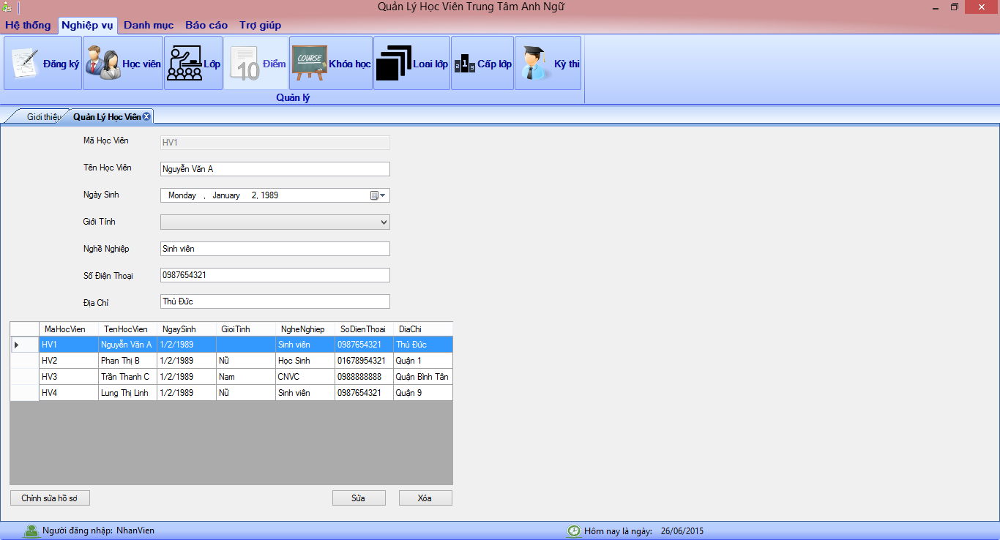 Quản Lý Học Viên Trung Tâm Anh Ngữ
Hệ thống Nghiệp vụ Danh mục Báo cáo Trợ giúp
Đăng ký Học viên Lớp 10 Điểm COURSE Khóa học Loai lớp 2 1 3 Cấp lớp Kỳ thi
Quản lý
Giới thiệu Quản Lý Học Viên
Mã Học Viên HV1
Tên Học Viên Nguyễn Văn A
Ngày Sinh Monday , January 2, 1989
Giới Tính
Nghề Nghiệp Sinh viên
Số Điện Thoại 0987654321
Địa Chỉ Thủ Đức
MaHocVien TenHocVien NgaySinh GioiTinh NgheNghiep SoDienThoai DiaChi
HV1 Nguyễn Văn A 1/2/1989 Sinh viên 0987654321 Thủ Đức
HV2 Phan Thị B 1/2/1989 Nữ Học Sinh 01678954321 Quận 1
HV3 Trần Thanh C 1/2/1989 Nam CNVC 0988888888 Quận Bình Tân
HV4 Lung Thị Linh 1/2/1989 Nữ Sinh viên 0987654321 Quận 9
Chỉnh sửa hồ sơ Sửa Xóa
Người đăng nhập: NhanVien Hôm nay là ngày: 26/06/2015